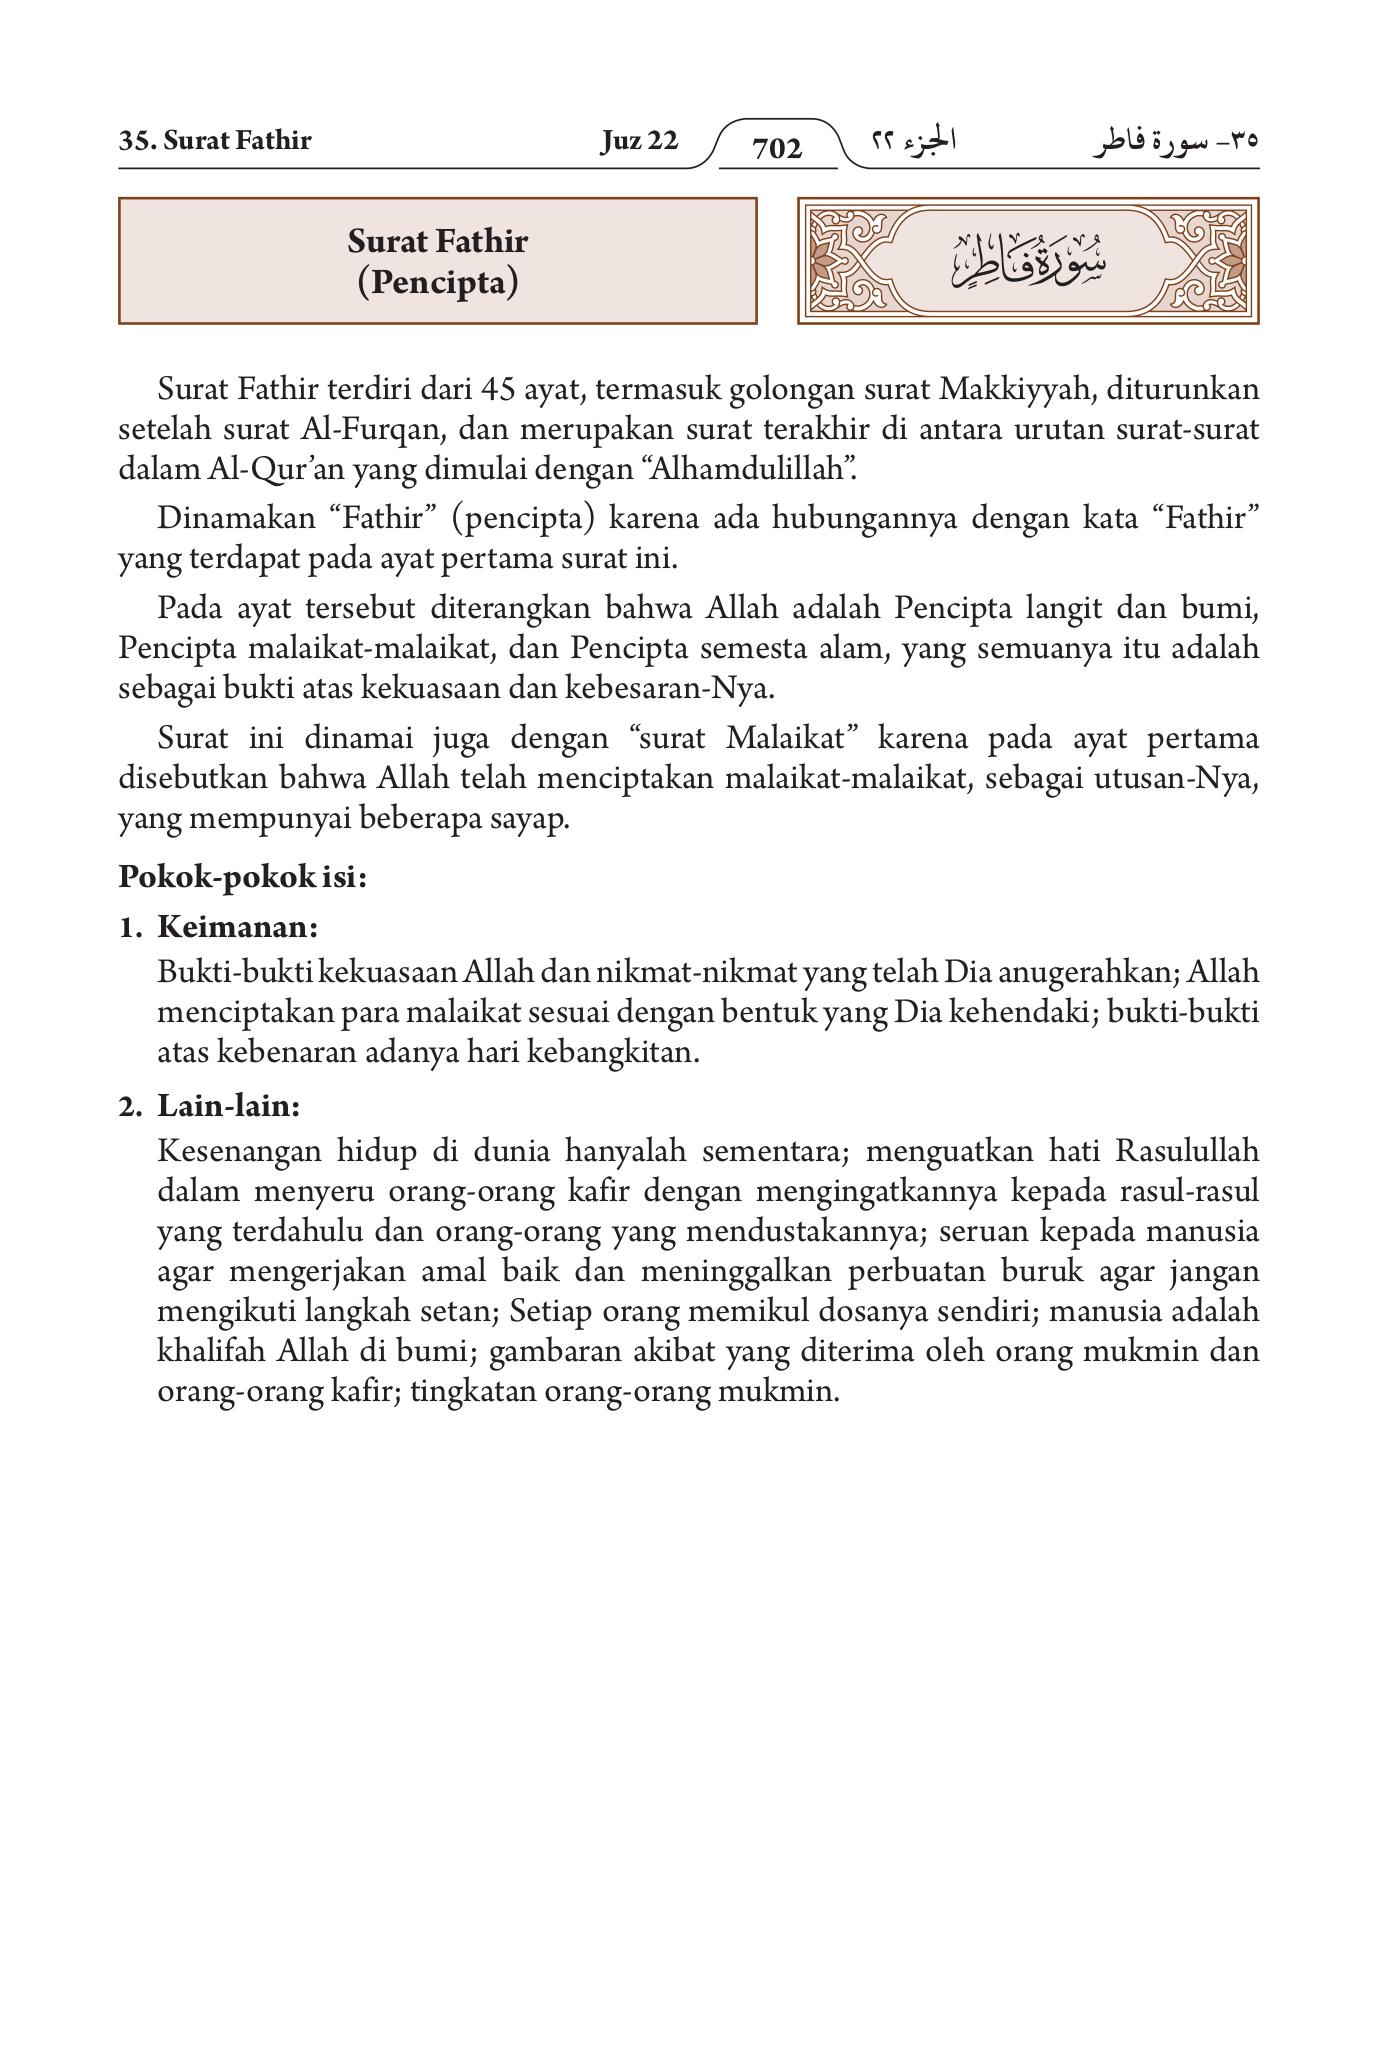 35. Surat Fathir Juz 22 702 الجزء ٢٢ ٣٥- سورة فاطر
Surat Fathir
(Pencipta)
سُوْرَةُ فَاطِرٍ
Surat Fathir terdiri dari 45 ayat, termasuk golongan surat Makkiyyah, diturunkan
setelah surat Al-Furqan, dan merupakan surat terakhir di antara urutan surat-surat
dalam Al-Qur’an yang dimulai dengan “Alhamdulillah”.
Dinamakan “Fathir” (pencipta) karena ada hubungannya dengan kata “Fathir”
yang terdapat pada ayat pertama surat ini.
Pada ayat tersebut diterangkan bahwa Allah adalah Pencipta langit dan bumi,
Pencipta malaikat-malaikat, dan Pencipta semesta alam, yang semuanya itu adalah
sebagai bukti atas kekuasaan dan kebesaran-Nya.
Surat ini dinamai juga dengan “surat Malaikat” karena pada ayat pertama
disebutkan bahwa Allah telah menciptakan malaikat-malaikat, sebagai utusan-Nya,
yang mempunyai beberapa sayap.
Pokok-pokok isi:
1. Keimanan:
Bukti-bukti kekuasaan Allah dan nikmat-nikmat yang telah Dia anugerahkan; Allah
menciptakan para malaikat sesuai dengan bentuk yang Dia kehendaki; bukti-bukti
atas kebenaran adanya hari kebangkitan.
2. Lain-lain:
Kesenangan hidup di dunia hanyalah sementara; menguatkan hati Rasulullah
dalam menyeru orang-orang kafir dengan mengingatkannya kepada rasul-rasul
yang terdahulu dan orang-orang yang mendustakannya; seruan kepada manusia
agar mengerjakan amal baik dan meninggalkan perbuatan buruk agar jangan
mengikuti langkah setan; Setiap orang memikul dosanya sendiri; manusia adalah
khalifah Allah di bumi; gambaran akibat yang diterima oleh orang mukmin dan
orang-orang kafir; tingkatan orang-orang mukmin.